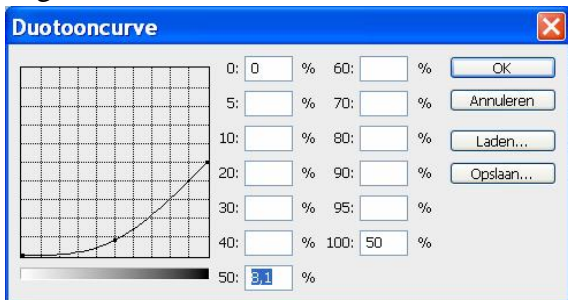 Duotooncurve
0: 0 % 60: % OK
5: % 70: % Annuleren
10: % 80: % Laden...
20: % 90: % Opslaan...
30: % 95: %
40: % 100: 50 %
50: 8,1 %